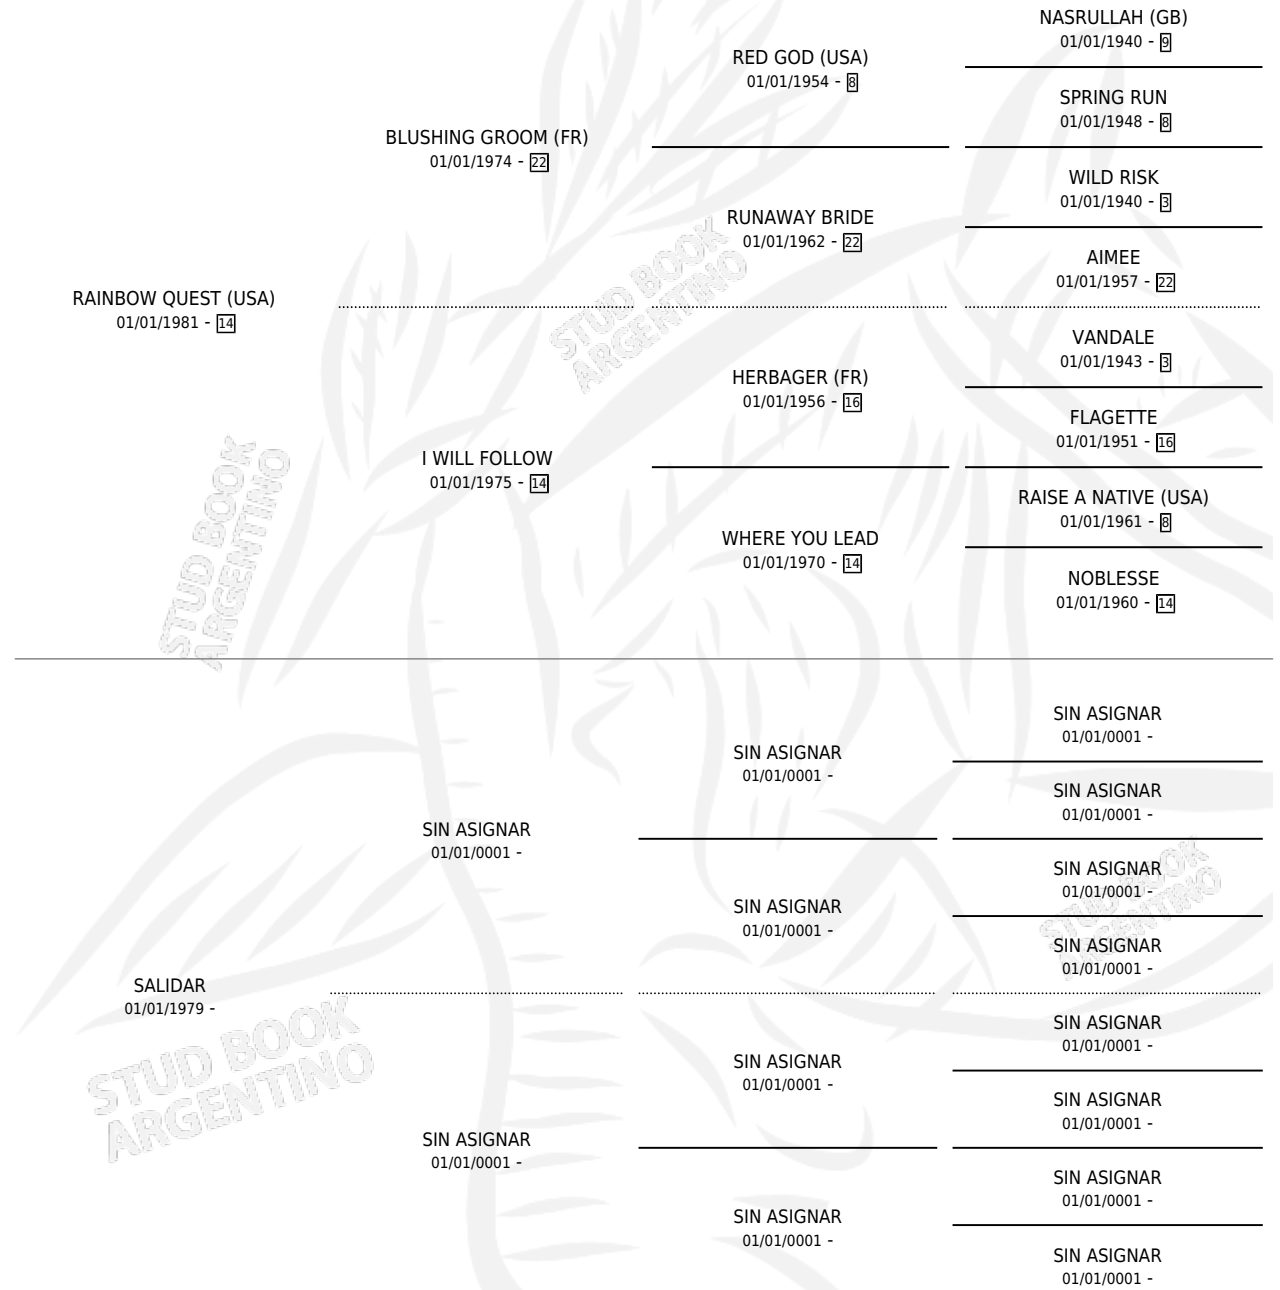 NASRULLAH (GB)
01/01/1940 - 9
RED GOD (USA)
01/01/1954 - 8
SPRING RUN
01/01/1948 - 8
BLUSHING GROOM (FR)
01/01/1974 - 22
WILD RISK
01/01/1940 - 3
RUNAWAY BRIDE
01/01/1962 - 22
AIMEE
01/01/1957 - 22
RAINBOW QUEST (USA)
01/01/1981 - 14
VANDALE
01/01/1943 - 3
HERBAGER (FR)
01/01/1956 - 16
FLAGETTE
01/01/1951 - 16
I WILL FOLLOW
01/01/1975 - 14
RAISE A NATIVE (USA)
01/01/1961 - 8
WHERE YOU LEAD
01/01/1970 - 14
NOBLESSE
01/01/1960 - 14
STUD BOOK
ARGENTINO
STUD BOOK
ARGENTINO
SIN ASIGNAR
01/01/0001 -
SIN ASIGNAR
01/01/0001 -
SIN ASIGNAR
01/01/0001 -
SIN ASIGNAR
01/01/0001 -
SIN ASIGNAR
01/01/0001 -
SIN ASIGNAR
01/01/0001 -
SIN ASIGNAR
01/01/0001 -
SALIDAR
01/01/1979 -
SIN ASIGNAR
01/01/0001 -
SIN ASIGNAR
01/01/0001 -
SIN ASIGNAR
01/01/0001 -
SIN ASIGNAR
01/01/0001 -
SIN ASIGNAR
01/01/0001 -
SIN ASIGNAR
01/01/0001 -
SIN ASIGNAR
01/01/0001 -
STUD BOOK
ARGENTINO
STUD BOOK
ARGENTINO